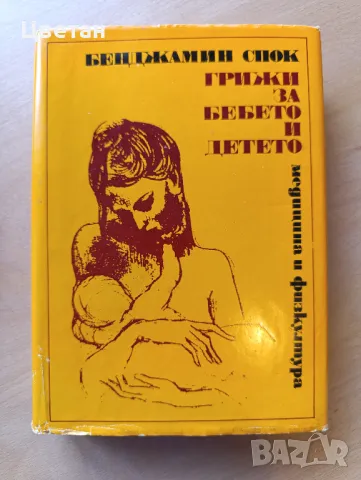 Цветан
БЕНДЖАМИН СПОК
ГРИЖИ
ЗА
БЕБЕТО
И
ДЕТЕТО
медицина и физкултура
BAZAR